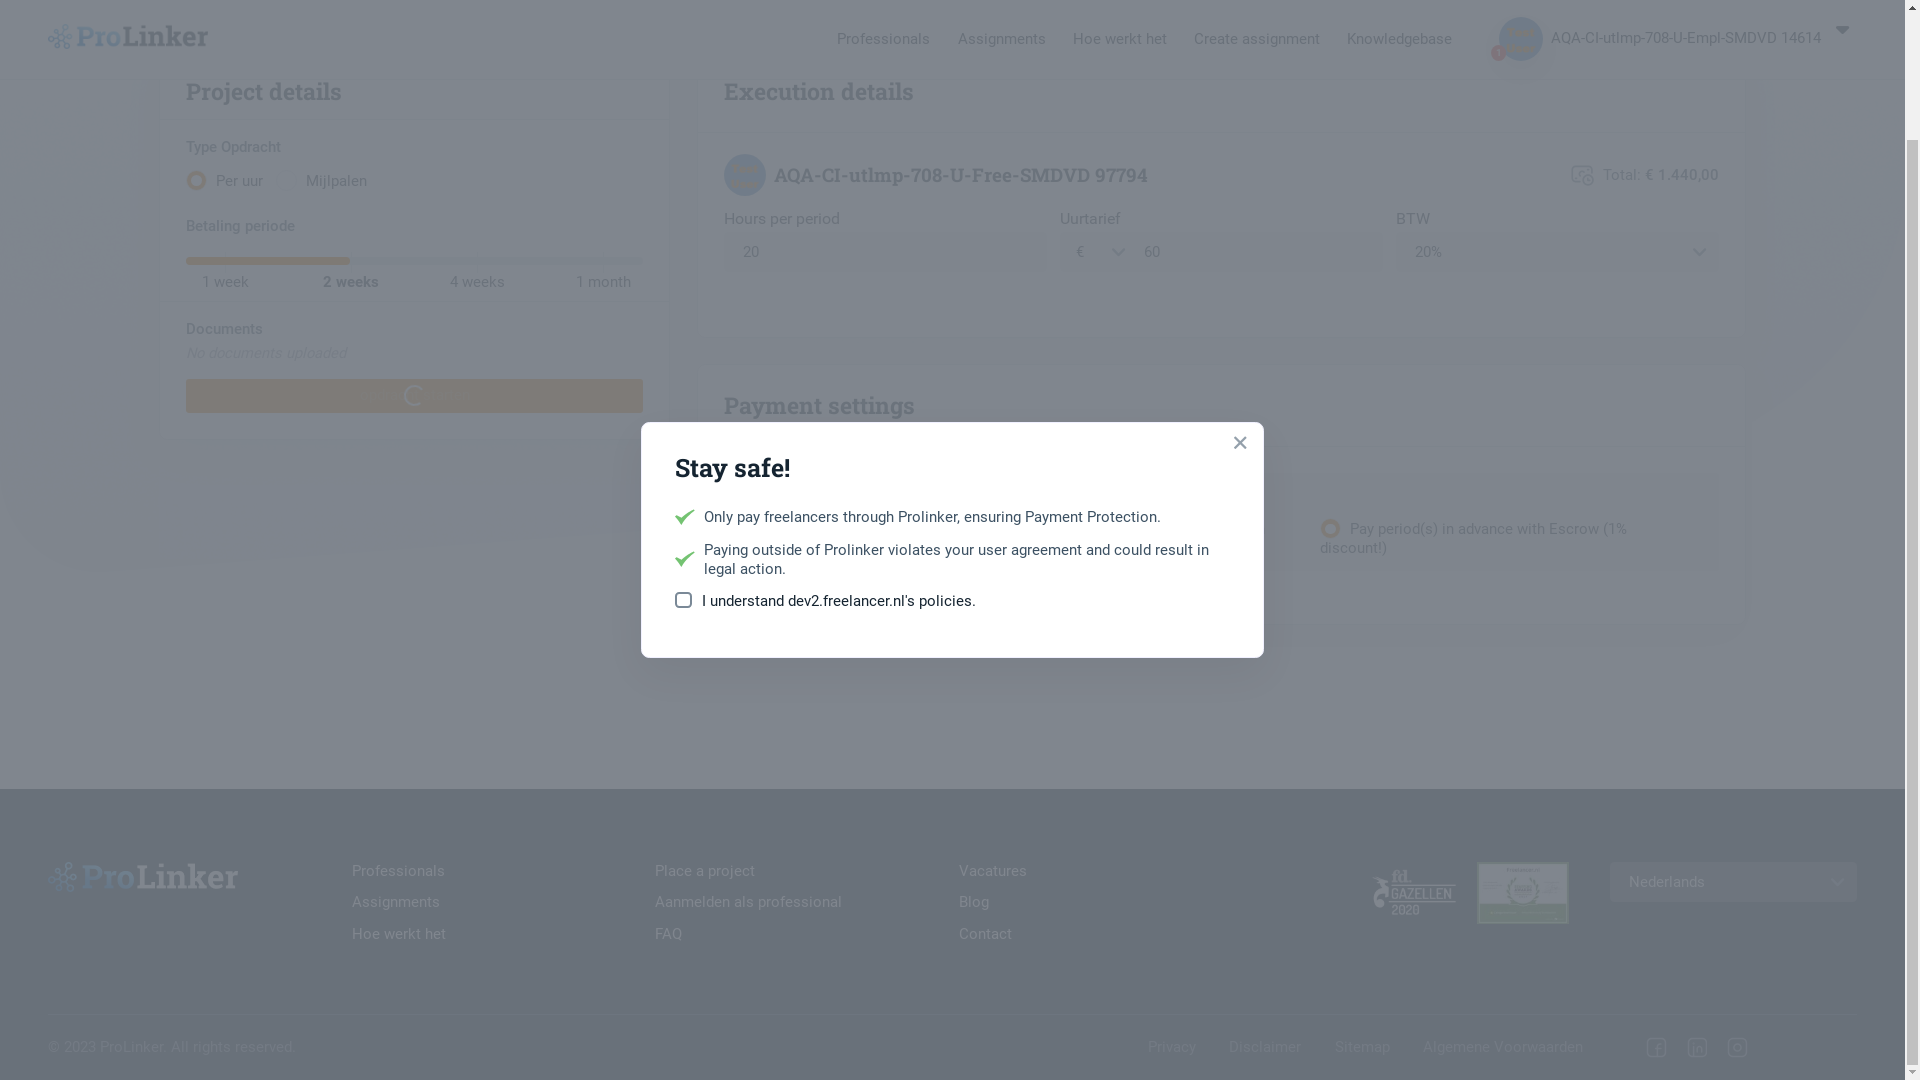 ProLinker
Professionals
Assignments
Hoe werkt het
Create assignment
Knowledgebase
1
AQA-CI-utlmp-708-U-Empl-SMDVD 14614
Project details
Type Opdracht
Per uur
Mijlpalen
Betaling periode
1 week
2 weeks
4 weeks
1 month
Documents
No documents uploaded
Execution details
AQA-CI-utlmp-708-U-Free-SMDVD 97794
Total: € 1.440,00
Hours per period
Uurtarief
BTW
20
€
60
20%
Payment settings
Pay period(s) in advance with Escrow (1%
discount!)
Stay safe!
Only pay freelancers through Prolinker, ensuring Payment Protection.
Paying outside of Prolinker violates your user agreement and could result in
legal action.
I understand dev2.freelancer.nl's policies.
ProLinker
Professionals
Assignments
Hoe werkt het
Place a project
Aanmelden als professional
FAQ
Vacatures
Blog
Contact
fd.
GAZELLEN
2020
Nederlands
© 2023 ProLinker. All rights reserved
Privacy
Disclaimer
Sitemap
Algemene Voorwaarden